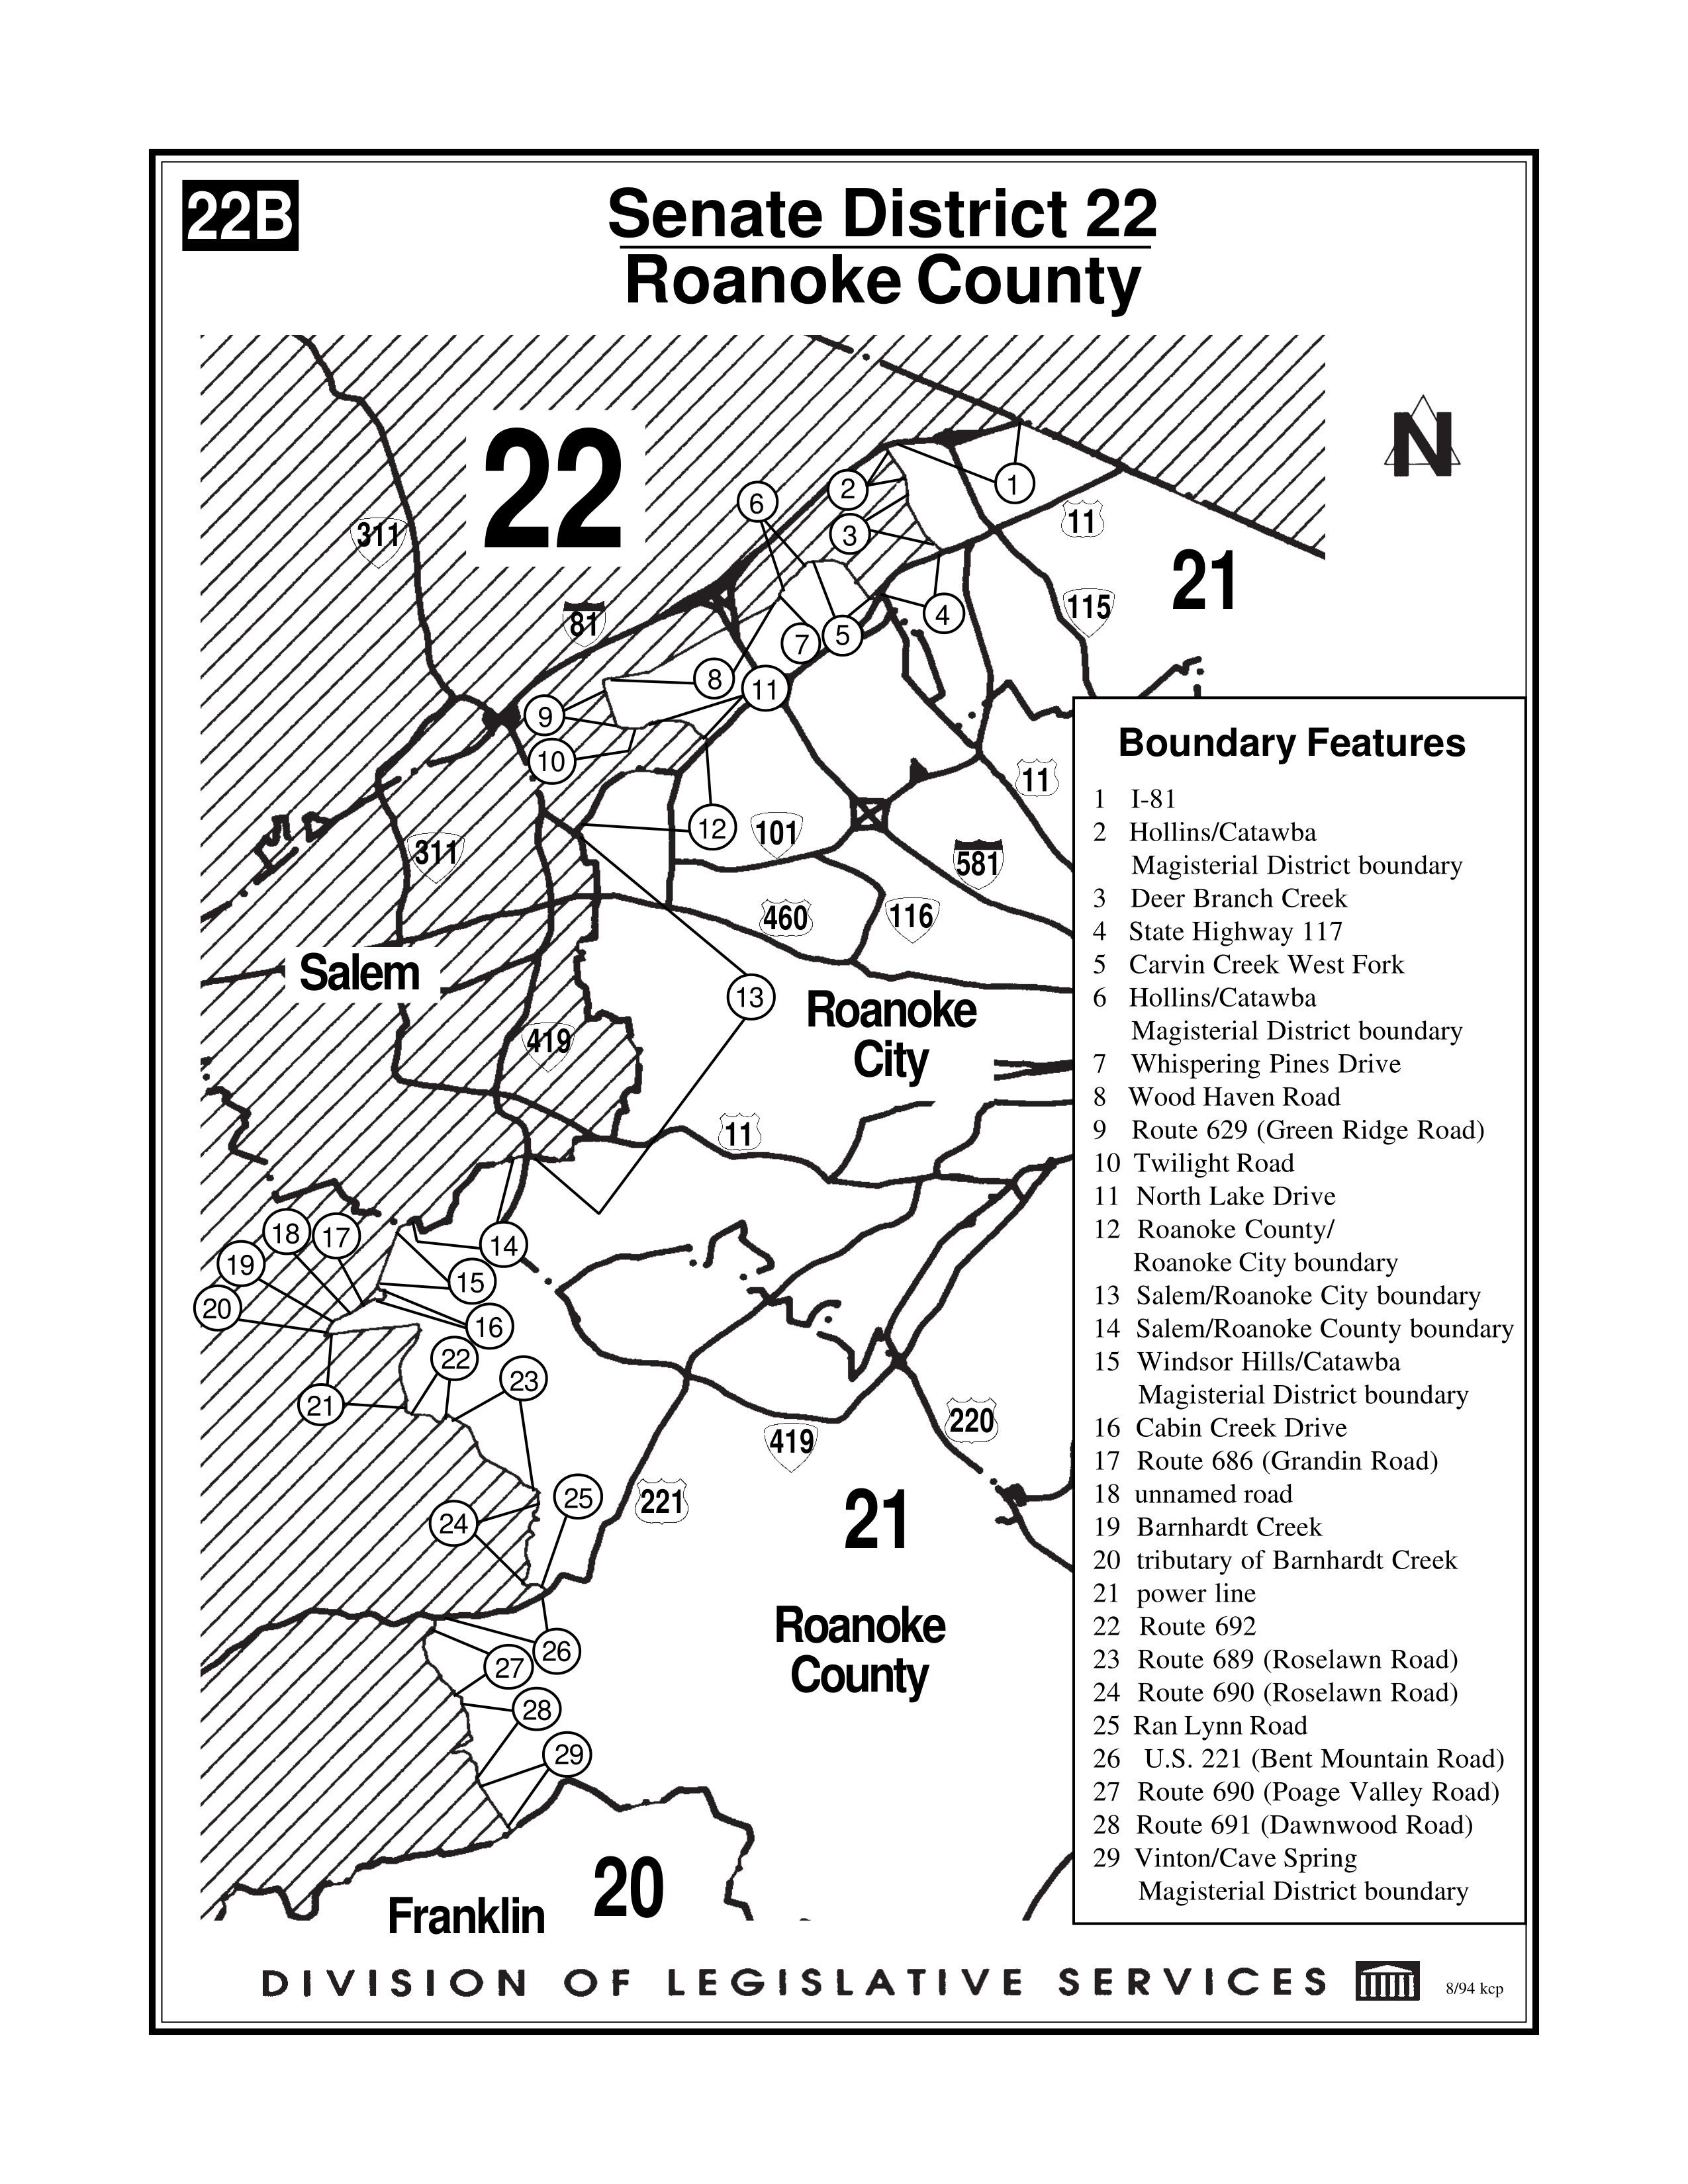 22B
Senate District 22
Roanoke County
22
311
81
6
2
3
1
11
21
115
4
5
7
8
11
9
10
12
101
11
581
311
460
116
Salem
13
Roanoke
City
419
11
14
15
16
17
18
19
20
21
22
23
24
25
221
419
220
21
Roanoke
County
26
27
28
29
20
Franklin
N
Boundary Features
1 I-81
2 Hollins/Catawba
Magisterial District boundary
3 Deer Branch Creek
4 State Highway 117
5 Carvin Creek West Fork
6 Hollins/Catawba
Magisterial District boundary
7 Whispering Pines Drive
8 Wood Haven Road
9 Route 629 (Green Ridge Road)
10 Twilight Road
11 North Lake Drive
12 Roanoke County/
Roanoke City boundary
13 Salem/Roanoke City boundary
14 Salem/Roanoke County boundary
15 Windsor Hills/Catawba
Magisterial District boundary
16 Cabin Creek Drive
17 Route 686 (Grandin Road)
18 unnamed road
19 Barnhardt Creek
20 tributary of Barnhardt Creek
21 power line
22 Route 692
23 Route 689 (Roselawn Road)
24 Route 690 (Roselawn Road)
25 Ran Lynn Road
26 U.S. 221 (Bent Mountain Road)
27 Route 690 (Poage Valley Road)
28 Route 691 (Dawnwood Road)
29 Vinton/Cave Spring
Magisterial District boundary
DIVISION OF LEGISLATIVE SERVICES
8/94 kcp